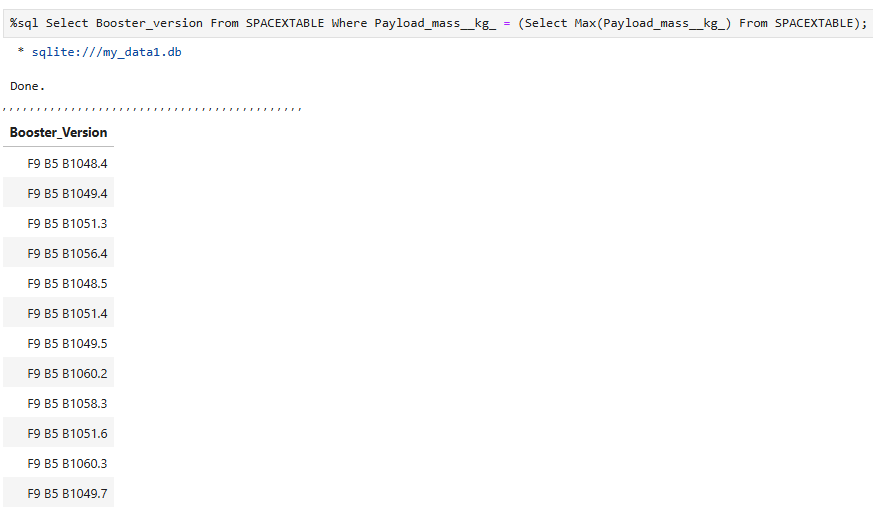 %sql Select Booster_version From SPACEXTABLE Where Payload_mass__kg_ = (Select Max(Payload_mass__kg_) From SPACEXTABLE);
* sqlite:///my_data1.db
Done.
,,,,,,,,,,,,,,,,,,,,,,,,,,,,,,,,,,,,,,,,,,,
Booster_Version
F9 B5 B1048.4
F9 B5 B1049.4
F9 B5 B1051.3
F9 B5 B1056.4
F9 B5 B1048.5
F9 B5 B1051.4
F9 B5 B1049.5
F9 B5 B1060.2
F9 B5 B1058.3
F9 B5 B1051.6
F9 B5 B1060.3
F9 B5 B1049.7